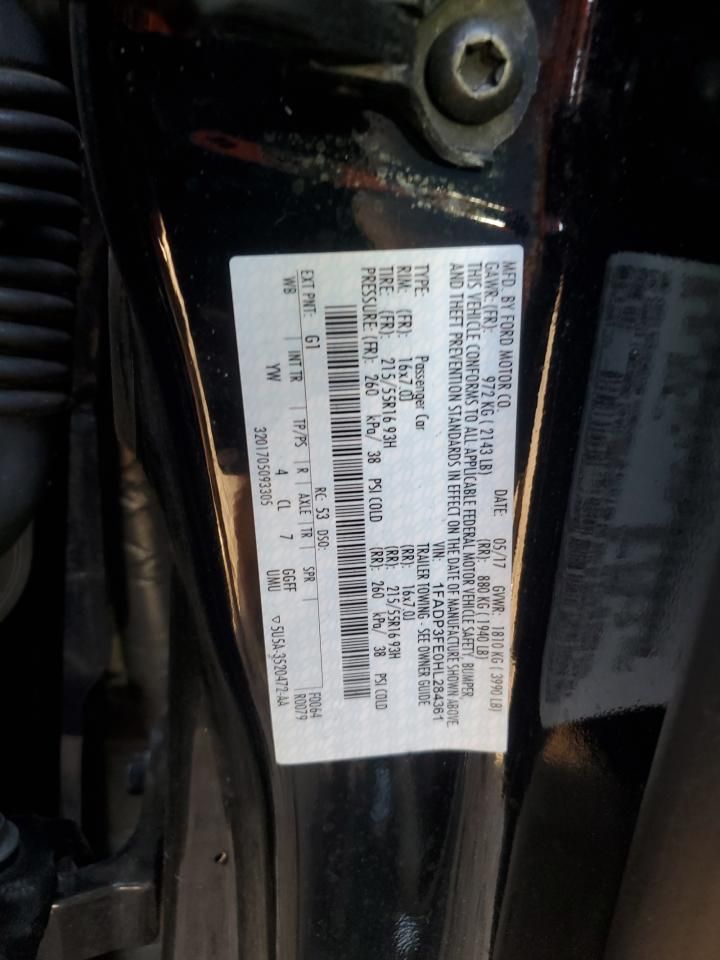 MFD. BY FORD MOTOR CO. DATE: 05/17 GVWR: 1810 KG ( 3990 LB)
GAWR: (FR): 972 KG ( 2143 LB) (RR): 880 KG ( 1940 LB)
THIS VEHICLE CONFORMS TO ALL APPLICABLE FEDERAL MOTOR VEHICLE SAFETY, BUMPER
AND THEFT PREVENTION STANDARDS IN EFFECT ON THE DATE OF MANUFACTURE SHOWN ABOVE.
VIN: 1FADP3FE0HL284361
TYPE: Passenger Car TRAILER TOWING - SEE OWNER GUIDE
RIM: (FR): 16x7.0J (RR): 16x7.0J
TIRE: (FR): 215/55R16 93H (RR): 215/55R16 93H
PRESSURE (FR): 260 kPa/ 38 PSI COLD (RR): 260 kPa/ 38 PSI COLD
EXT PNT: G1 RC: 53 DSO: F0064
WB | INT TR | TP/PS | R | AXLE | TR | SPR | R0079
YW 4 CL 7 GGFF
UMU
3201705093305 ▽5U5A-3520472-AA